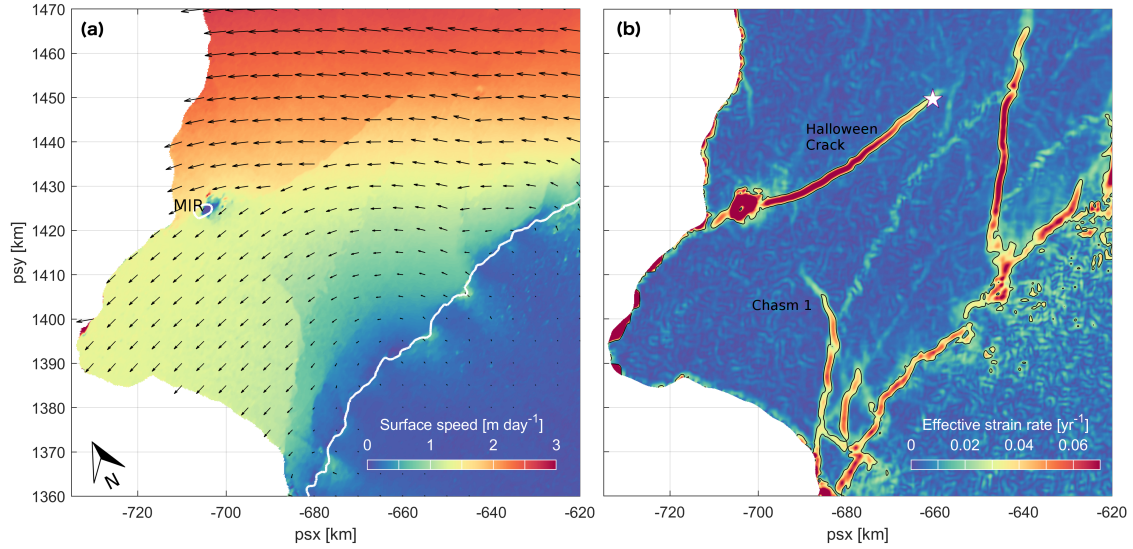 (a)
1470
1460
1450
1440
1430
1420
1410
1400
1390
1380
1370
1360
psy [km]
MIR
Surface speed [m day-1]
0 1 2 3
N
-720 -700 -680 -660 -640 -620
psx [km]
(b)
Halloween
Crack
Chasm 1
Effective strain rate [yr-1]
0 0.02 0.04 0.06
-720 -700 -680 -660 -640 -620
psx [km]